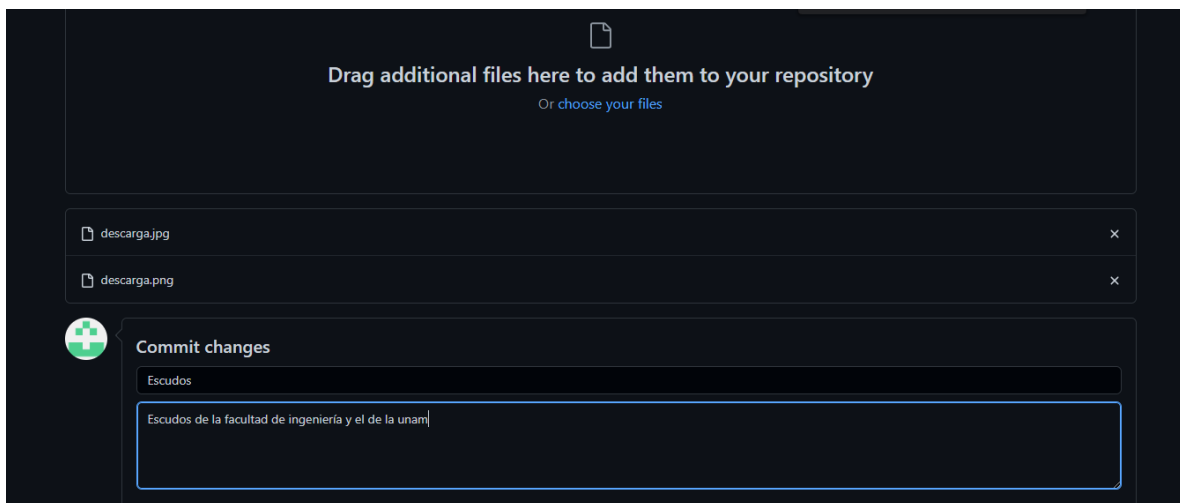 Drag additional files here to add them to your repository
Or choose your files
descarga.jpg
descarga.png
Commit changes
Escudos
Escudos de la facultad de ingeniería y el de la unam